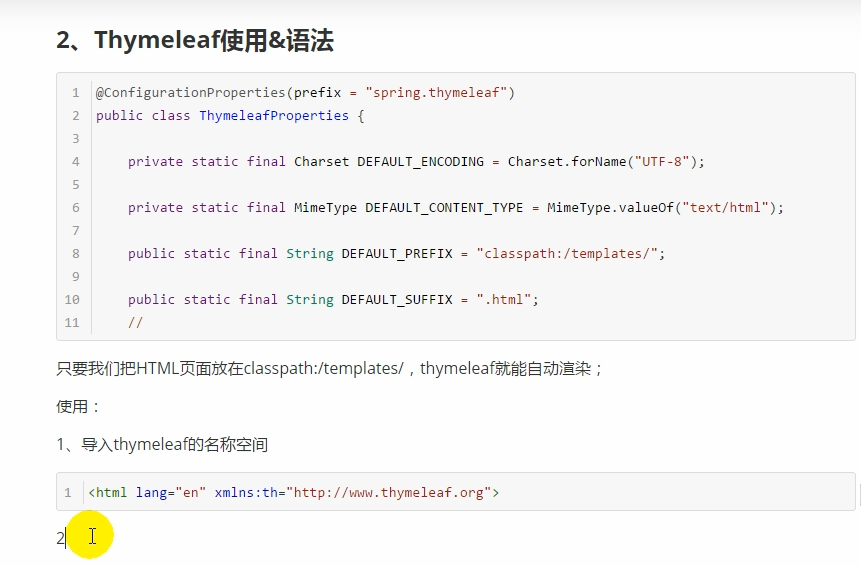 2、Thymeleaf使用&语法
1 @ConfigurationProperties(prefix = "spring.thymeleaf")
2 public class ThymeleafProperties {
3
4 private static final Charset DEFAULT_ENCODING = Charset.forName("UTF-8");
5
6 private static final MimeType DEFAULT_CONTENT_TYPE = MimeType.valueOf("text/html");
7
8 public static final String DEFAULT_PREFIX = "classpath:/templates/";
9
10 public static final String DEFAULT_SUFFIX = ".html";
11 //
只要我们把HTML页面放在classpath:/templates/，thymeleaf就能自动渲染；
使用：
1、导入thymeleaf的名称空间
1 <html lang="en" xmlns:th="http://www.thymeleaf.org">
2